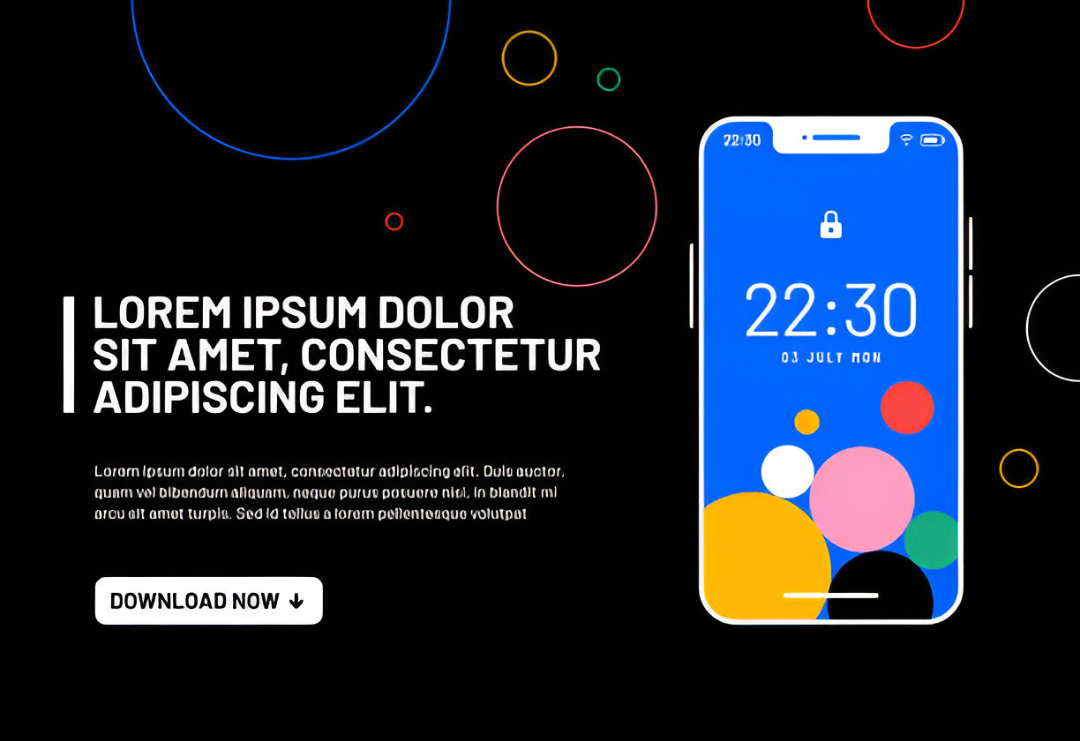 LOREM IPSUM DOLOR
SIT AMET, CONSECTETUR
ADIPISCING ELIT.
Lorem ipsum dolor sit amet, consectetur adipiscing elit. Duis auctor,
quam vel bibendum aliquam, neque purus posuere nisl, in blandit mi
arcu sit amet turpis. Sed id tellus a lorem pellentesque volutpat
DOWNLOAD NOW
22:30
22:30
03 JULY MON